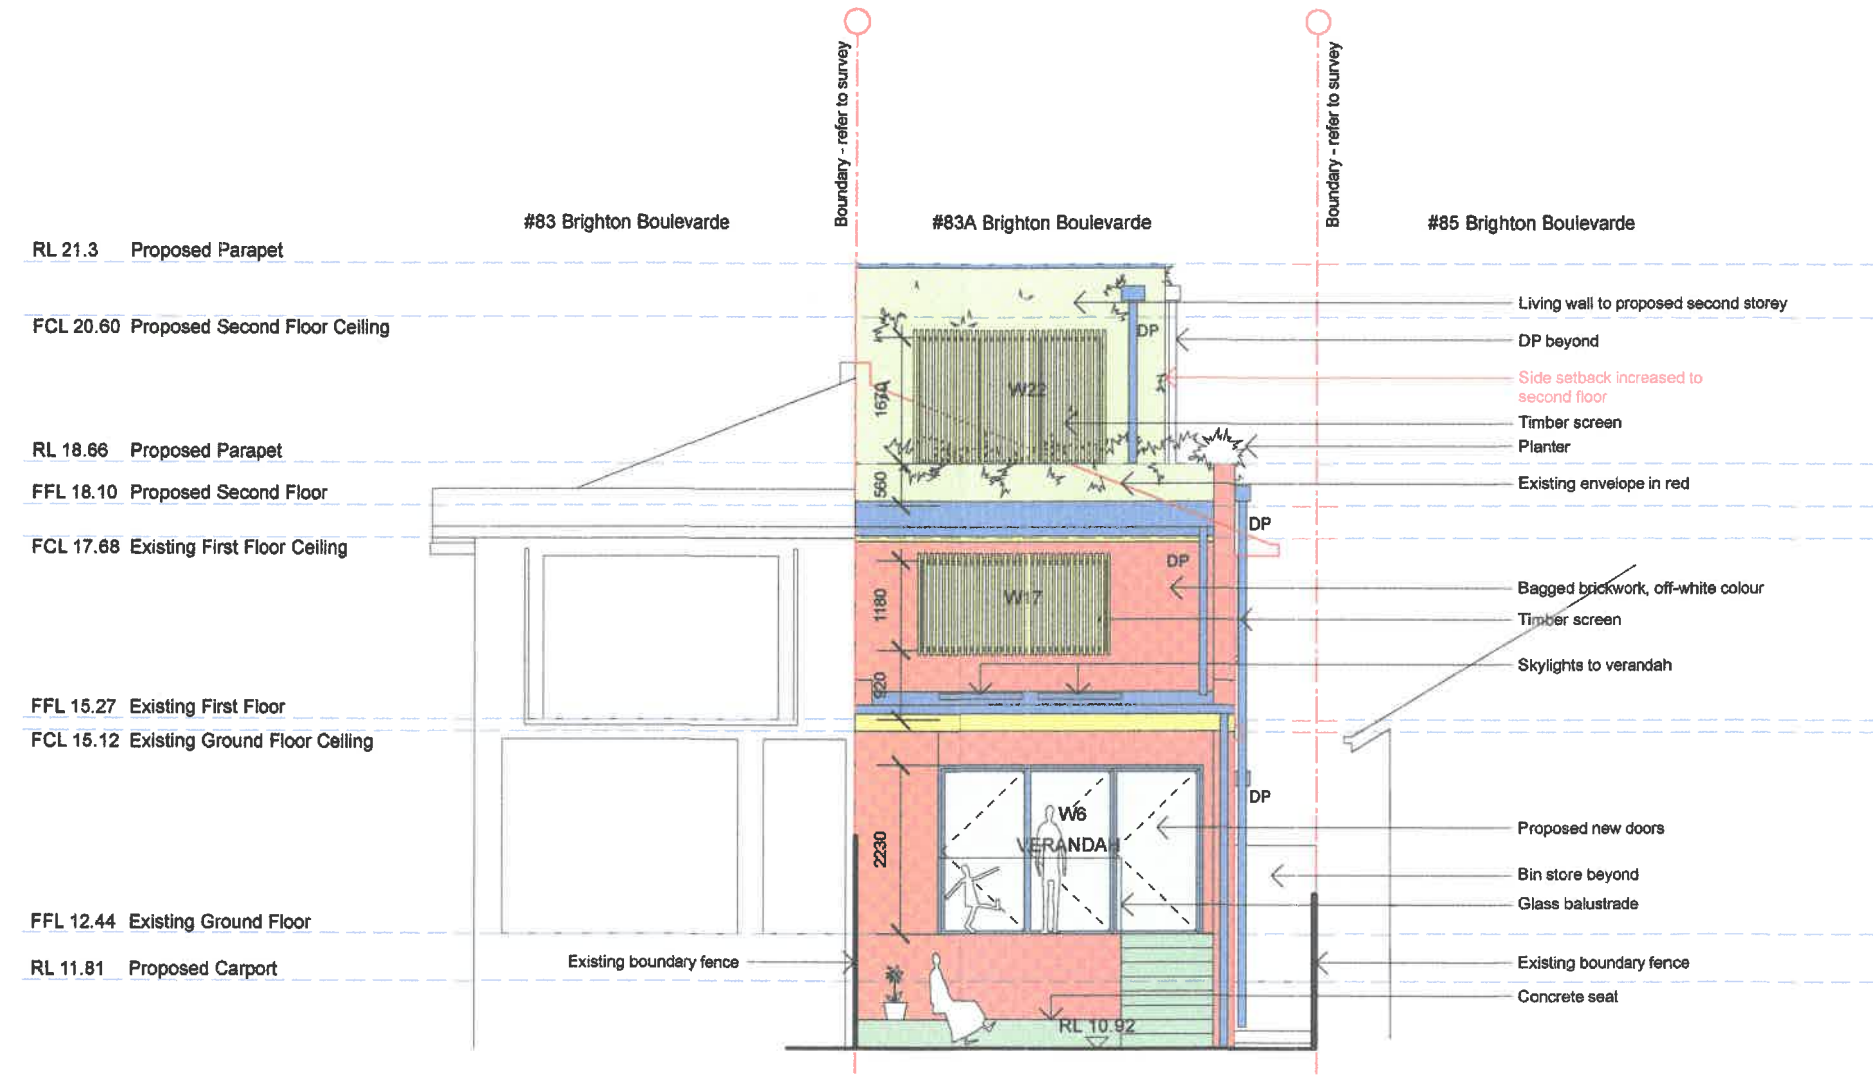 Boundary - refer to survey
Boundary - refer to survey
#83 Brighton Boulevarde
#83A Brighton Boulevarde
#85 Brighton Boulevarde
RL 21.3 Proposed Parapet
Living wall to proposed second storey
FCL 20.60 Proposed Second Floor Ceiling
DP
DP beyond
Side setback increased to
second floor
W22
1670
Timber screen
RL 18.66 Proposed Parapet
Planter
560
FFL 18.10 Proposed Second Floor
Existing envelope in red
DP
FCL 17.68 Existing First Floor Ceiling
DP
Bagged brickwork, off-white colour
W17
1180
Timber screen
Skylights to verandah
920
FFL 15.27 Existing First Floor
FCL 15.12 Existing Ground Floor Ceiling
DP
W6
Proposed new doors
VERANDAH
2230
Bin store beyond
Glass balustrade
FFL 12.44 Existing Ground Floor
Existing boundary fence
Existing boundary fence
RL 11.81 Proposed Carport
Concrete seat
RL 10.92